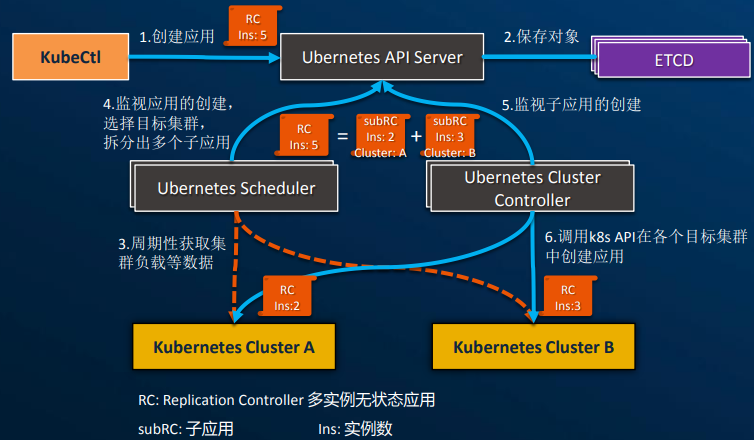 RC
Ins: 5
KubeCtl
1.创建应用
Ubernetes API Server
2.保存对象
ETCD
4.监视应用的创建，
选择目标集群，
拆分出多个子应用
RC
Ins: 5
=
subRC
Ins: 2
Cluster: A
+
subRC
Ins: 3
Cluster: B
5.监视子应用的创建
Ubernetes Scheduler
Ubernetes Cluster
Controller
3.周期性获取集
群负载等数据
6.调用k8s API在各个目标集群
中创建应用
RC
Ins:2
RC
Ins:3
Kubernetes Cluster A
Kubernetes Cluster B
RC: Replication Controller 多实例无状态应用
subRC: 子应用
Ins: 实例数